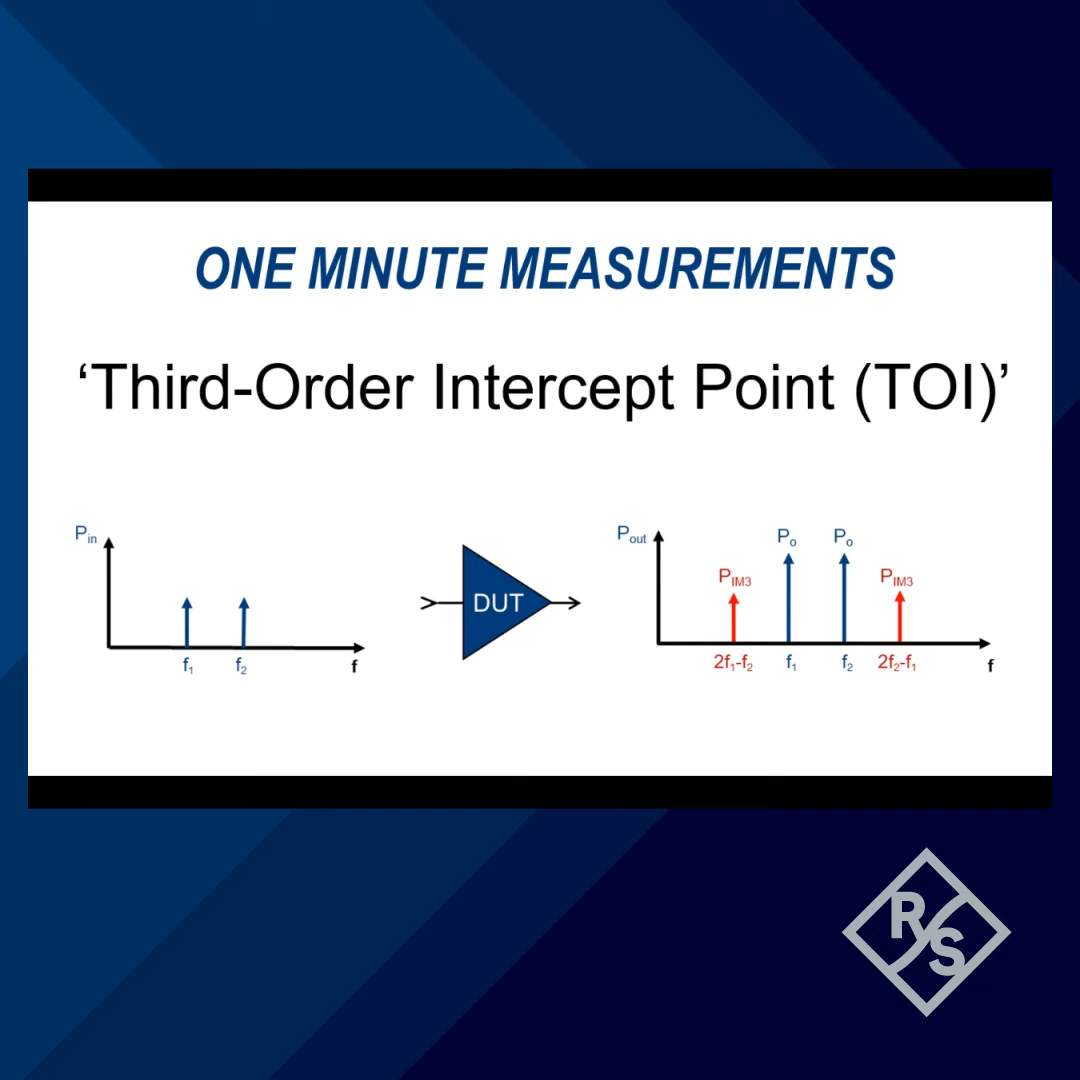 ONE MINUTE MEASUREMENTS
‘Third-Order Intercept Point (TOI)’
Pin
f1 f2 f
DUT
Pout Po Po
PIM3 PIM3
2f1-f2 f1 f2 2f2-f1 f
R S